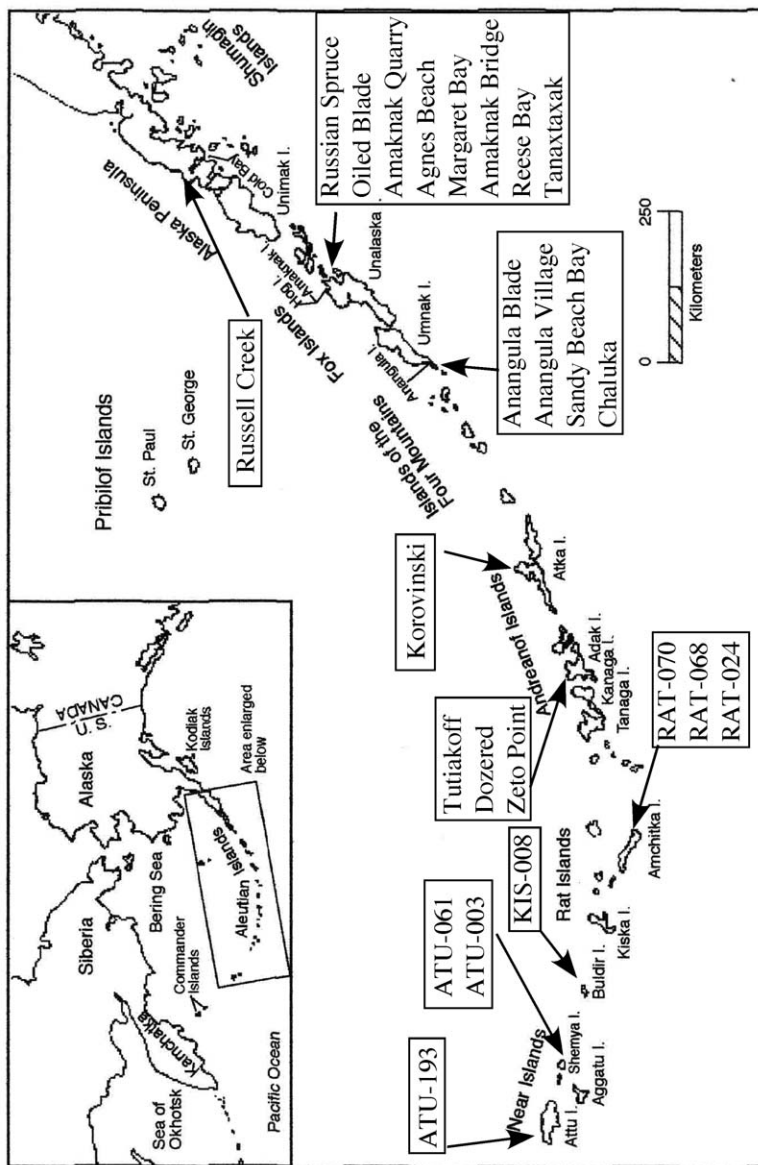 Siberia
Alaska
U.S.
CANADA
Bering Sea
Sea of
Okhotsk
Kamchatka
Commander
Islands
Aleutian Islands
Kodiak
Islands
Area enlarged
below
Pacific Ocean
Pribilof Islands
St. Paul
St. George
Russell Creek
Alaska Peninsula
Shumagin
Islands
Cold Bay
Unimak I.
Fox Islands
Hog I.
Amaknak I.
Unalaska
Umnak I.
Anangula I.
Islands of the
Four Mountains
Russian Spruce
Oiled Blade
Amaknak Quarry
Agnes Beach
Margaret Bay
Amaknak Bridge
Reese Bay
Tanaxtaxak
Anangula Blade
Anangula Village
Sandy Beach Bay
Chaluka
Korovinski
Andreanof Islands
Atka I.
Adak I.
Kanaga I.
Tanaga I.
Tutiakoff
Dozered
Zeto Point
RAT-070
RAT-068
RAT-024
Rat Islands
Amchitka I.
Kiska I.
KIS-008
Buldir I.
ATU-061
ATU-003
Near Islands
Shemya I.
Aggatu I.
Attu I.
ATU-193
0
250
Kilometers